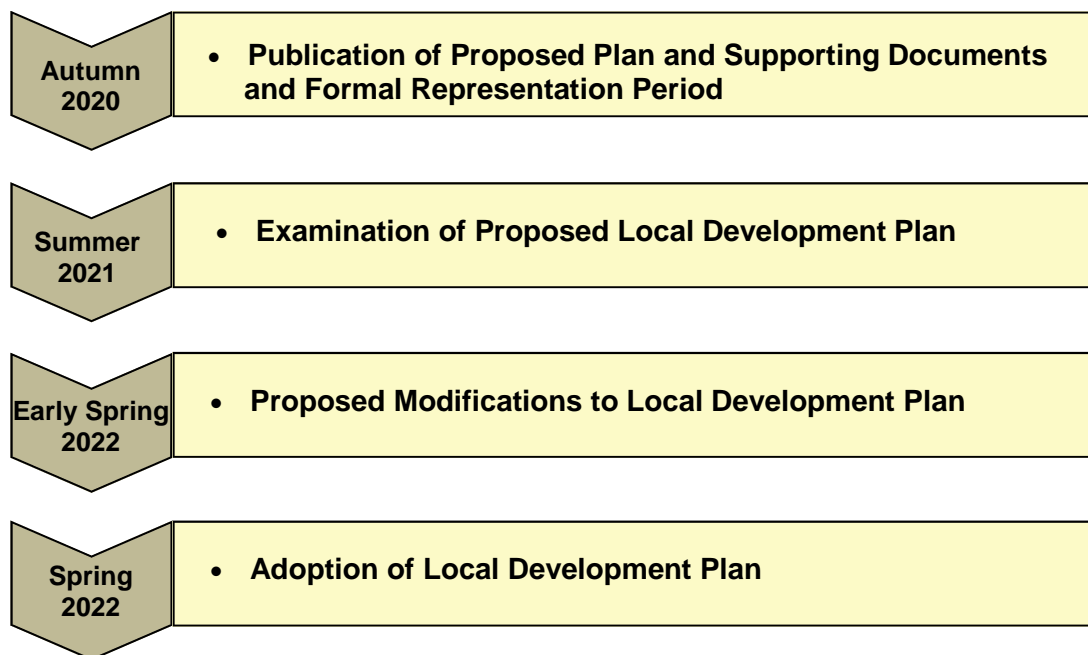 Autumn
2020
• Publication of Proposed Plan and Supporting Documents
and Formal Representation Period
Summer
2021
• Examination of Proposed Local Development Plan
Early Spring
2022
• Proposed Modifications to Local Development Plan
Spring
2022
• Adoption of Local Development Plan